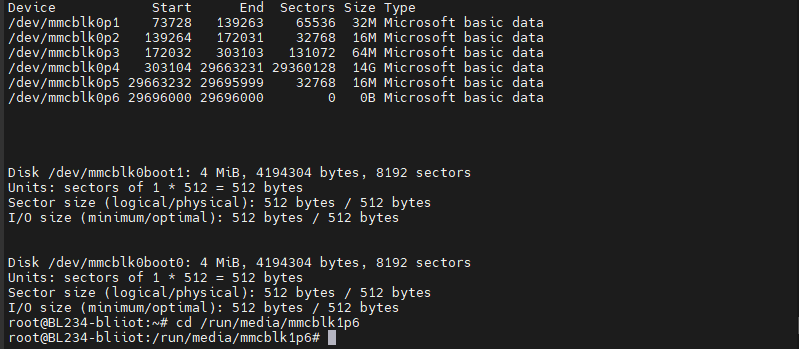 Device Start End Sectors Size Type
/dev/mmcblk0p1 73728 139263 65536 32M Microsoft basic data
/dev/mmcblk0p2 139264 172031 32768 16M Microsoft basic data
/dev/mmcblk0p3 172032 303103 131072 64M Microsoft basic data
/dev/mmcblk0p4 303104 29663231 29360128 14G Microsoft basic data
/dev/mmcblk0p5 29663232 29695999 32768 16M Microsoft basic data
/dev/mmcblk0p6 29696000 29696000 0 0B Microsoft basic data
Disk /dev/mmcblk0boot1: 4 MiB, 4194304 bytes, 8192 sectors
Units: sectors of 1 * 512 = 512 bytes
Sector size (logical/physical): 512 bytes / 512 bytes
I/O size (minimum/optimal): 512 bytes / 512 bytes
Disk /dev/mmcblk0boot0: 4 MiB, 4194304 bytes, 8192 sectors
Units: sectors of 1 * 512 = 512 bytes
Sector size (logical/physical): 512 bytes / 512 bytes
I/O size (minimum/optimal): 512 bytes / 512 bytes
root@BL234-bliiot:~# cd /run/media/mmcblk1p6
root@BL234-bliiot:/run/media/mmcblk1p6#